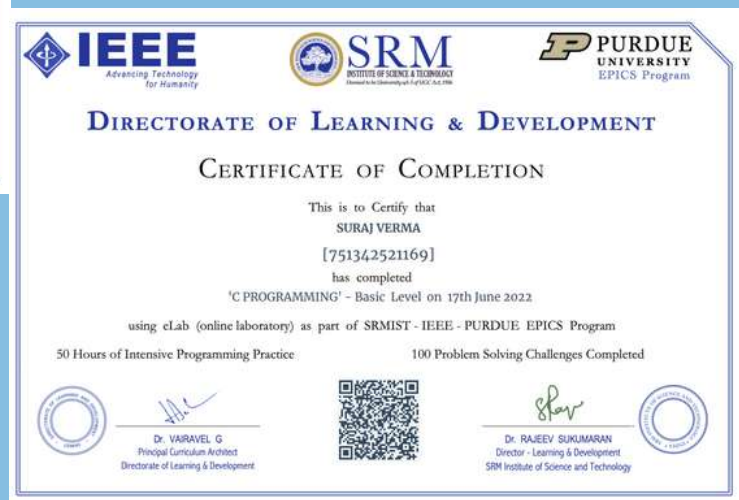 IEEE
Advancing Technology
for Humanity
SRM
INSTITUTE OF SCIENCE & TECHNOLOGY
PURDUE
UNIVERSITY
EPICS Program
DIRECTORATE OF LEARNING & DEVELOPMENT
CERTIFICATE OF COMPLETION
This is to Certify that
SURAJ VERMA
[751342521169]
has completed
'C PROGRAMMING' - Basic Level on 17th June 2022
using eLab (online laboratory) as part of SRMIST - IEEE - PURDUE EPICS Program
50 Hours of Intensive Programming Practice
100 Problem Solving Challenges Completed
Dr. VAIRAVEL G
Principal Curriculum Architect
Directorate of Learning & Development
Dr. RAJEEV SUKUMARAN
Director - Learning & Development
SRM Institute of Science and Technology